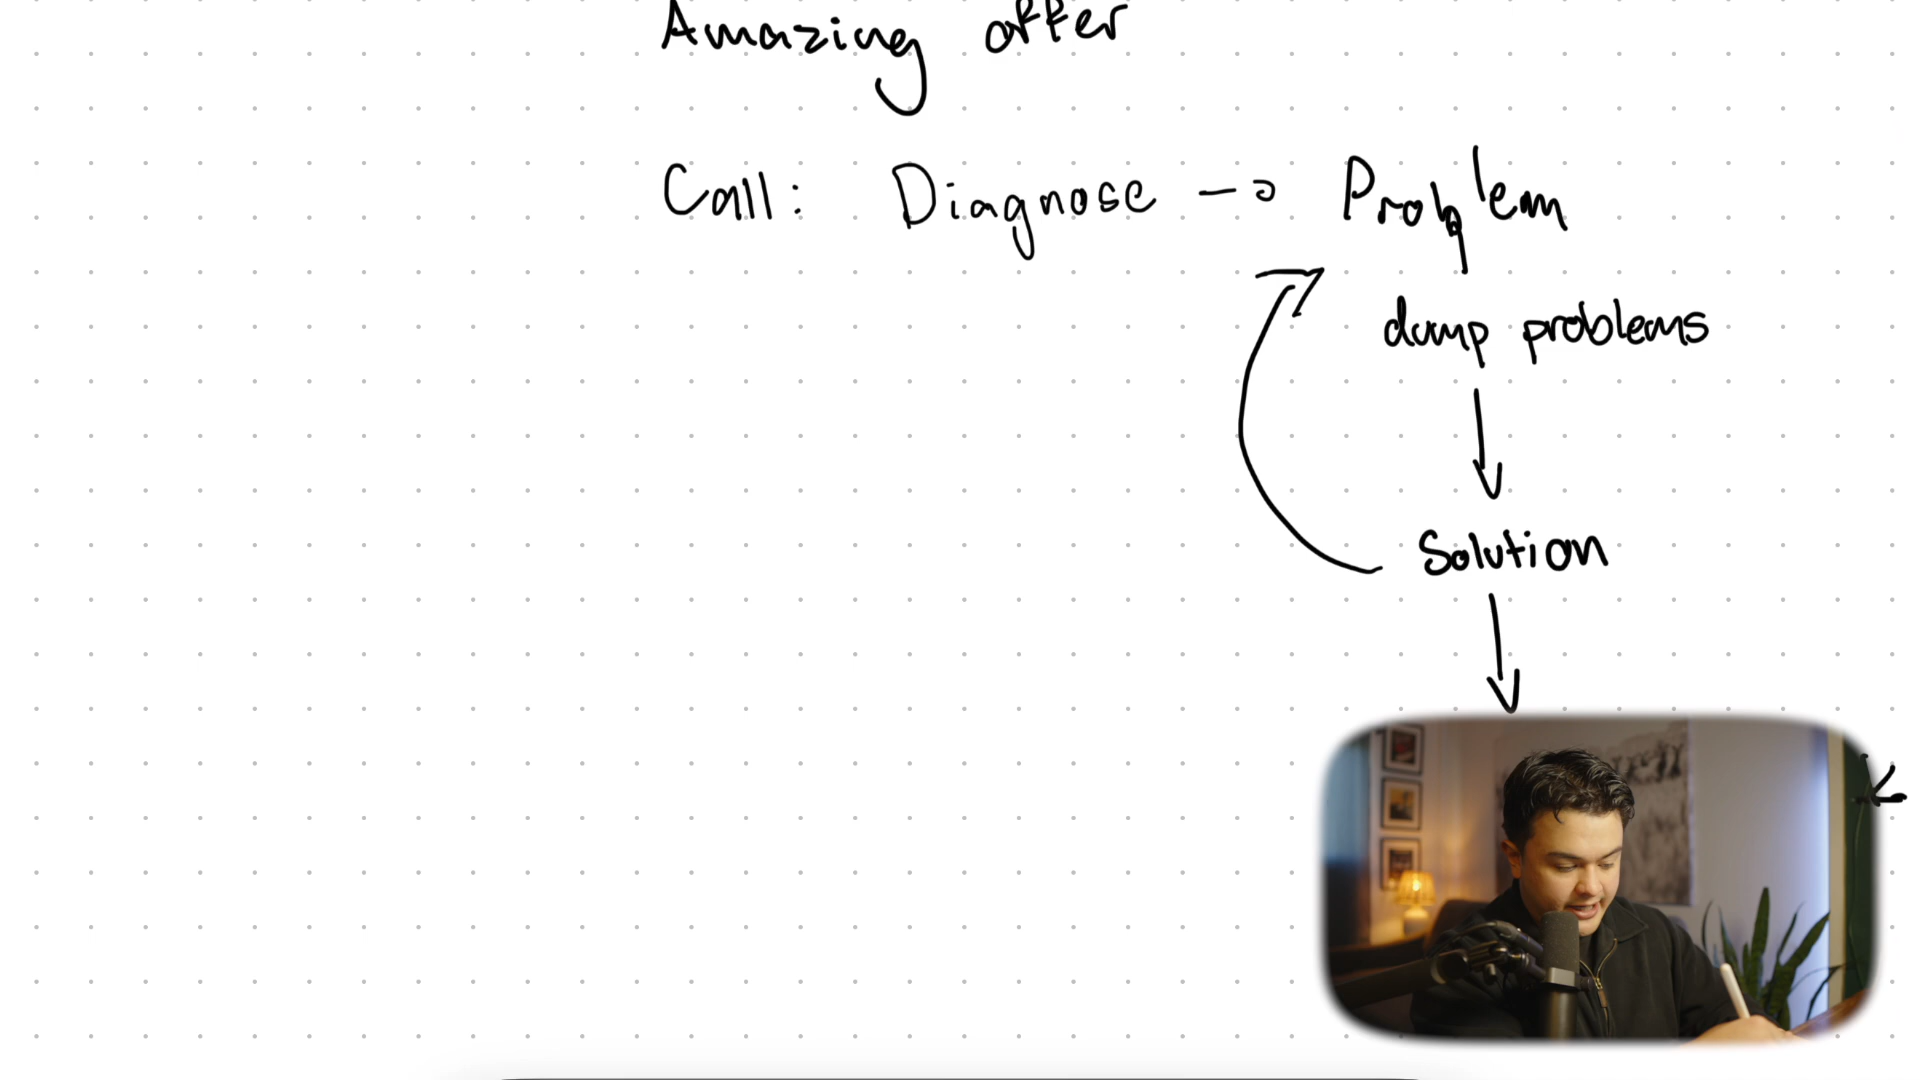 Amazing offer
Call: Diagnose → Problem
dump problems
Solution